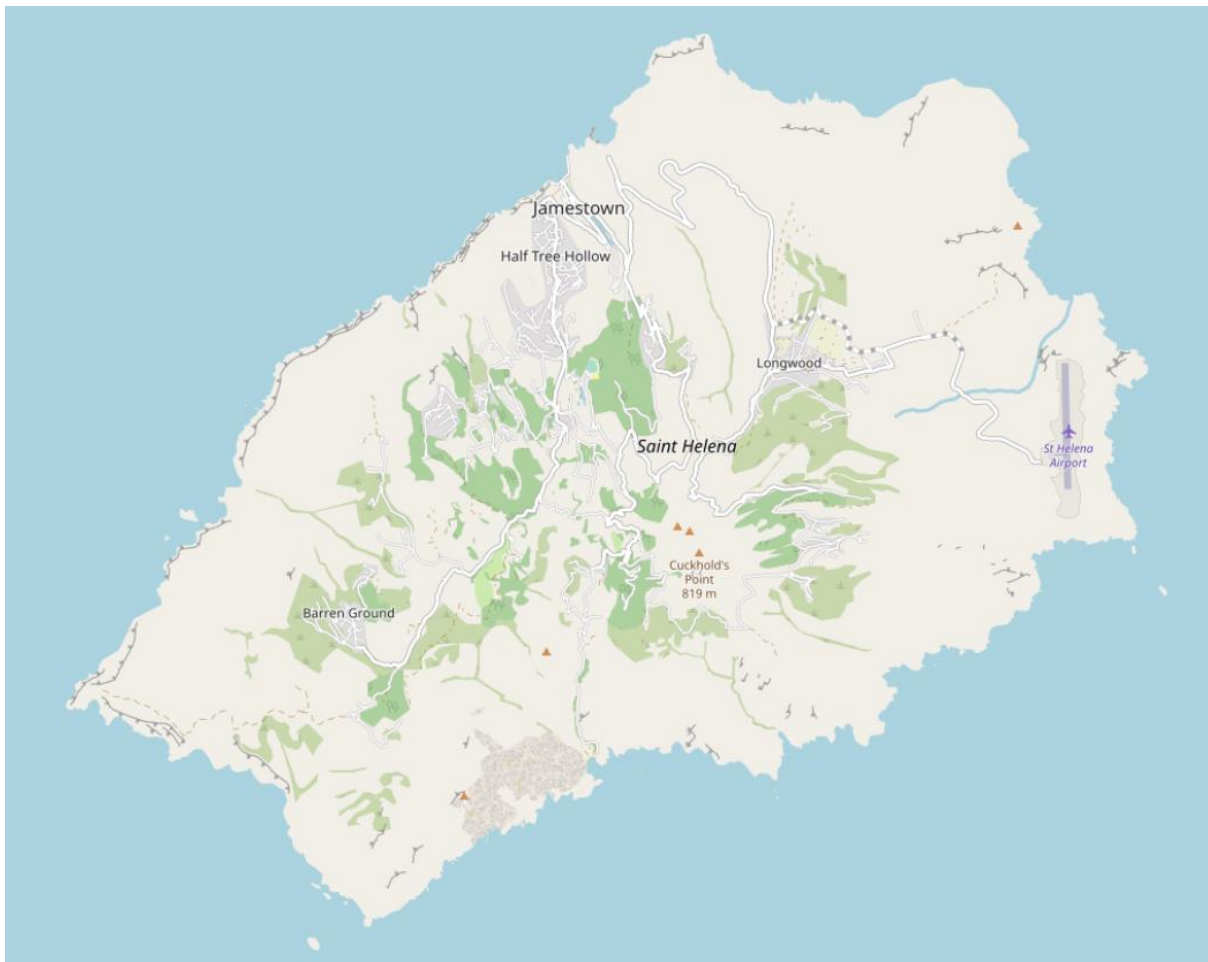 Jamestown
Half Tree Hollow
Longwood
Saint Helena
St Helena
Airport
Cuckhold's
Point
819 m
Barren Ground